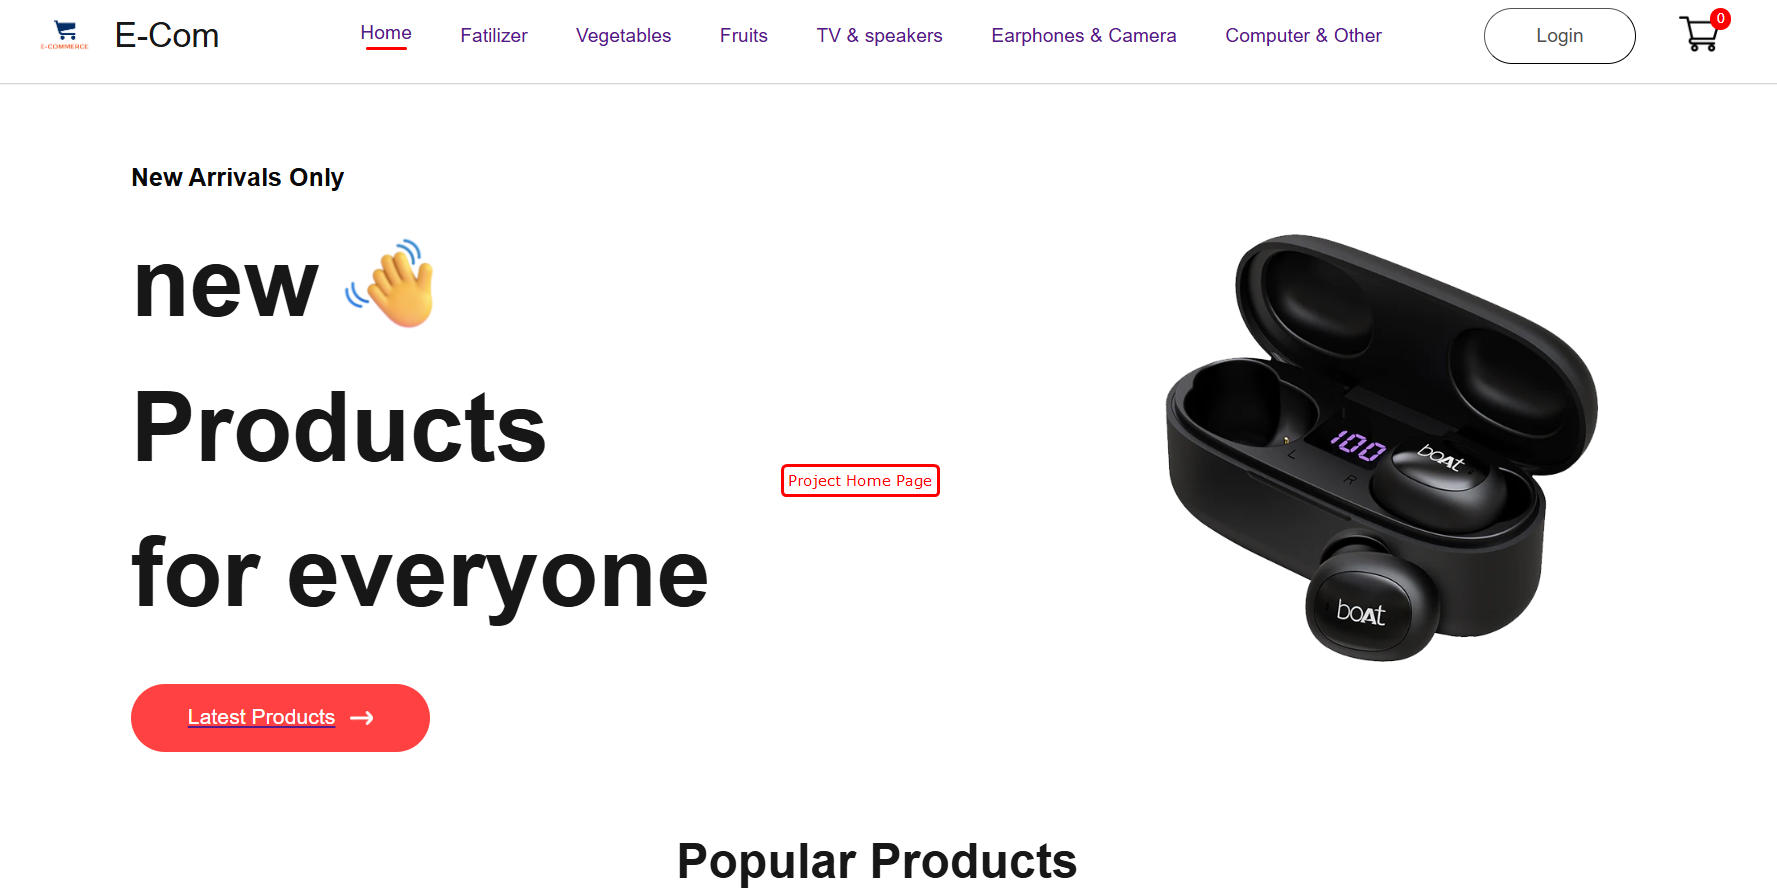 E-COMMERCE
E-Com
Home
Fatilizer
Vegetables
Fruits
TV & speakers
Earphones & Camera
Computer & Other
Login
0
New Arrivals Only
new
Products
for everyone
Project Home Page
100
L
R
boAt
boAt
Latest Products
Popular Products